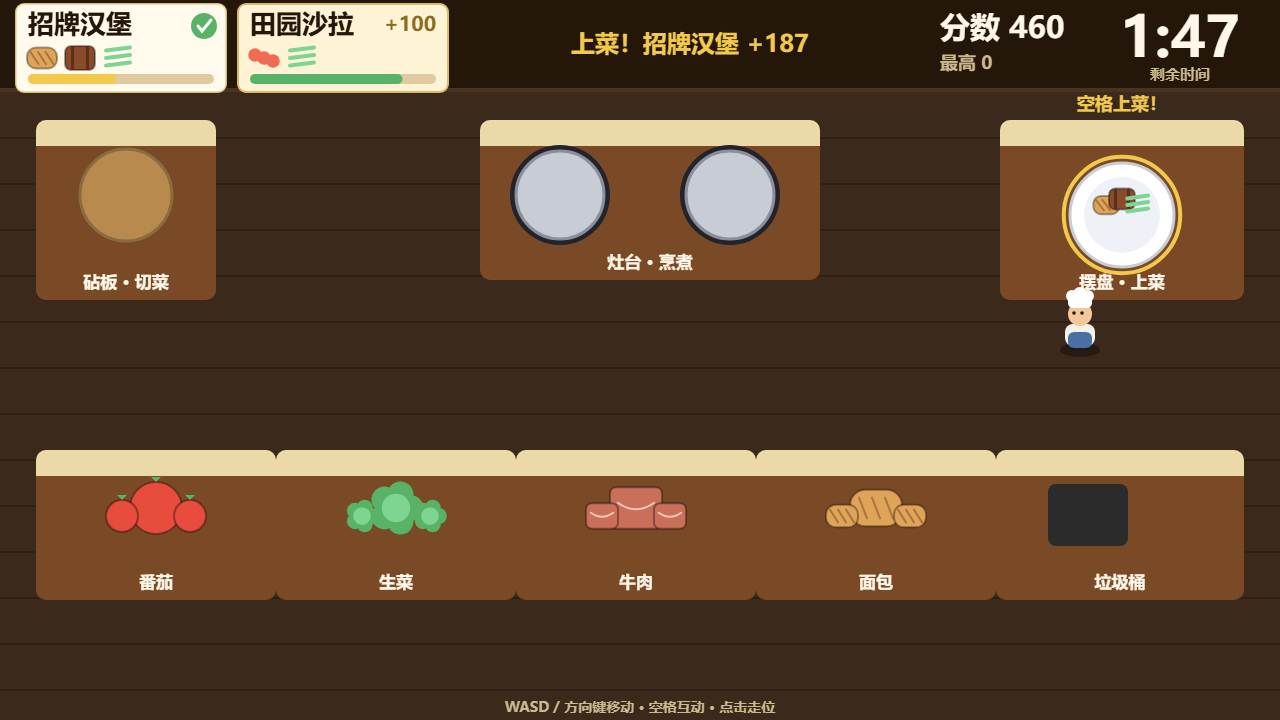 招牌汉堡
田园沙拉 +100
上菜！招牌汉堡 +187
分数 460
最高 0
1:47
剩余时间
空格上菜！
砧板 • 切菜
灶台 • 烹煮
摆盘 • 上菜
番茄
生菜
牛肉
面包
垃圾桶
WASD / 方向键移动 • 空格互动 • 点击走位